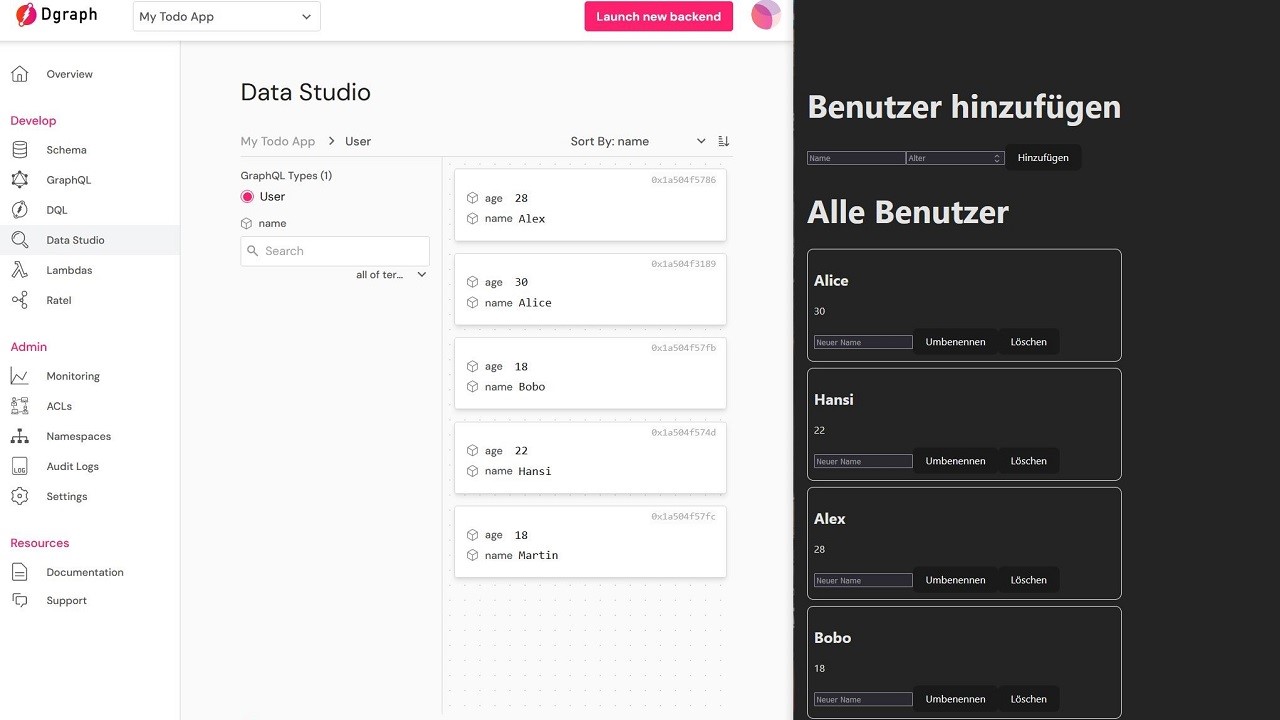 Dgraph
My Todo App
Launch new backend
Overview
Develop
Schema
GraphQL
DQL
Data Studio
Lambdas
Ratel
Admin
Monitoring
ACLs
Namespaces
LOG
Audit Logs
Settings
Resources
Documentation
Support
Data Studio
My Todo App > User
Sort By: name
GraphQL Types (1)
User
name
Search
all of ter...
0x1a504f5786
age 28
name Alex
0x1a504f3189
age 30
name Alice
0x1a504f57fb
age 18
name Bobo
0x1a504f574d
age 22
name Hansi
0x1a504f57fc
age 18
name Martin
Benutzer hinzufügen
Name Alter Hinzufügen
Alle Benutzer
Alice
30
Neuer Name Umbenennen Löschen
Hansi
22
Neuer Name Umbenennen Löschen
Alex
28
Neuer Name Umbenennen Löschen
Bobo
18
Neuer Name Umbenennen Löschen